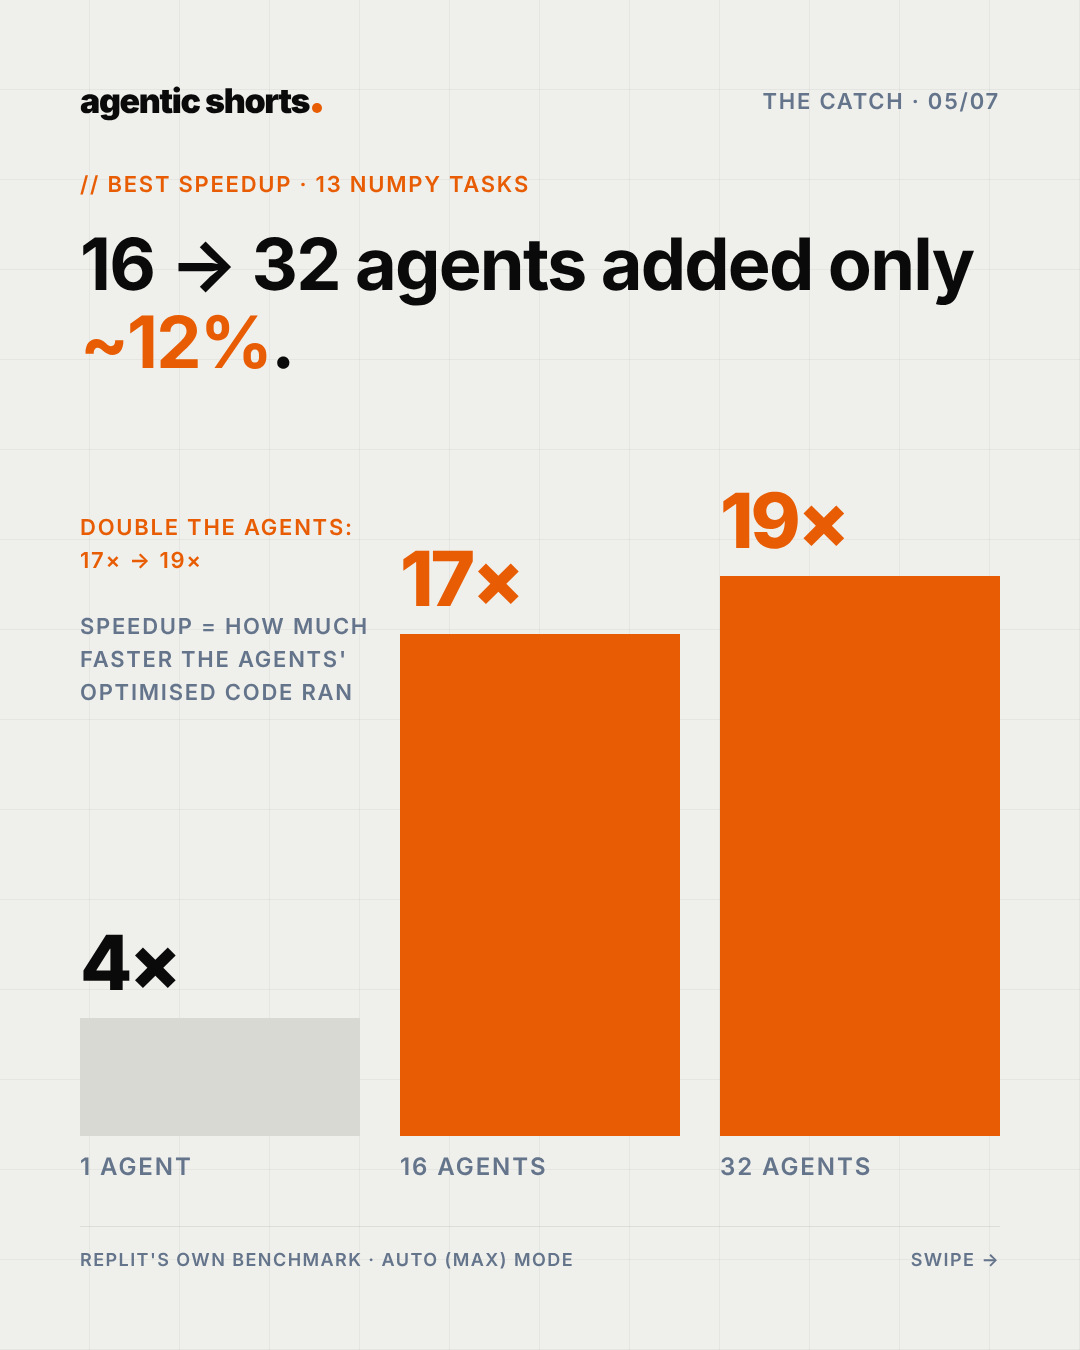 agentic shorts.
THE CATCH · 05/07
// BEST SPEEDUP · 13 NUMPY TASKS
16 → 32 agents added only
~12%.
DOUBLE THE AGENTS:
17× → 19×
SPEEDUP = HOW MUCH
FASTER THE AGENTS'
OPTIMISED CODE RAN
4×
17×
19×
1 AGENT
16 AGENTS
32 AGENTS
REPLIT'S OWN BENCHMARK · AUTO (MAX) MODE
SWIPE →